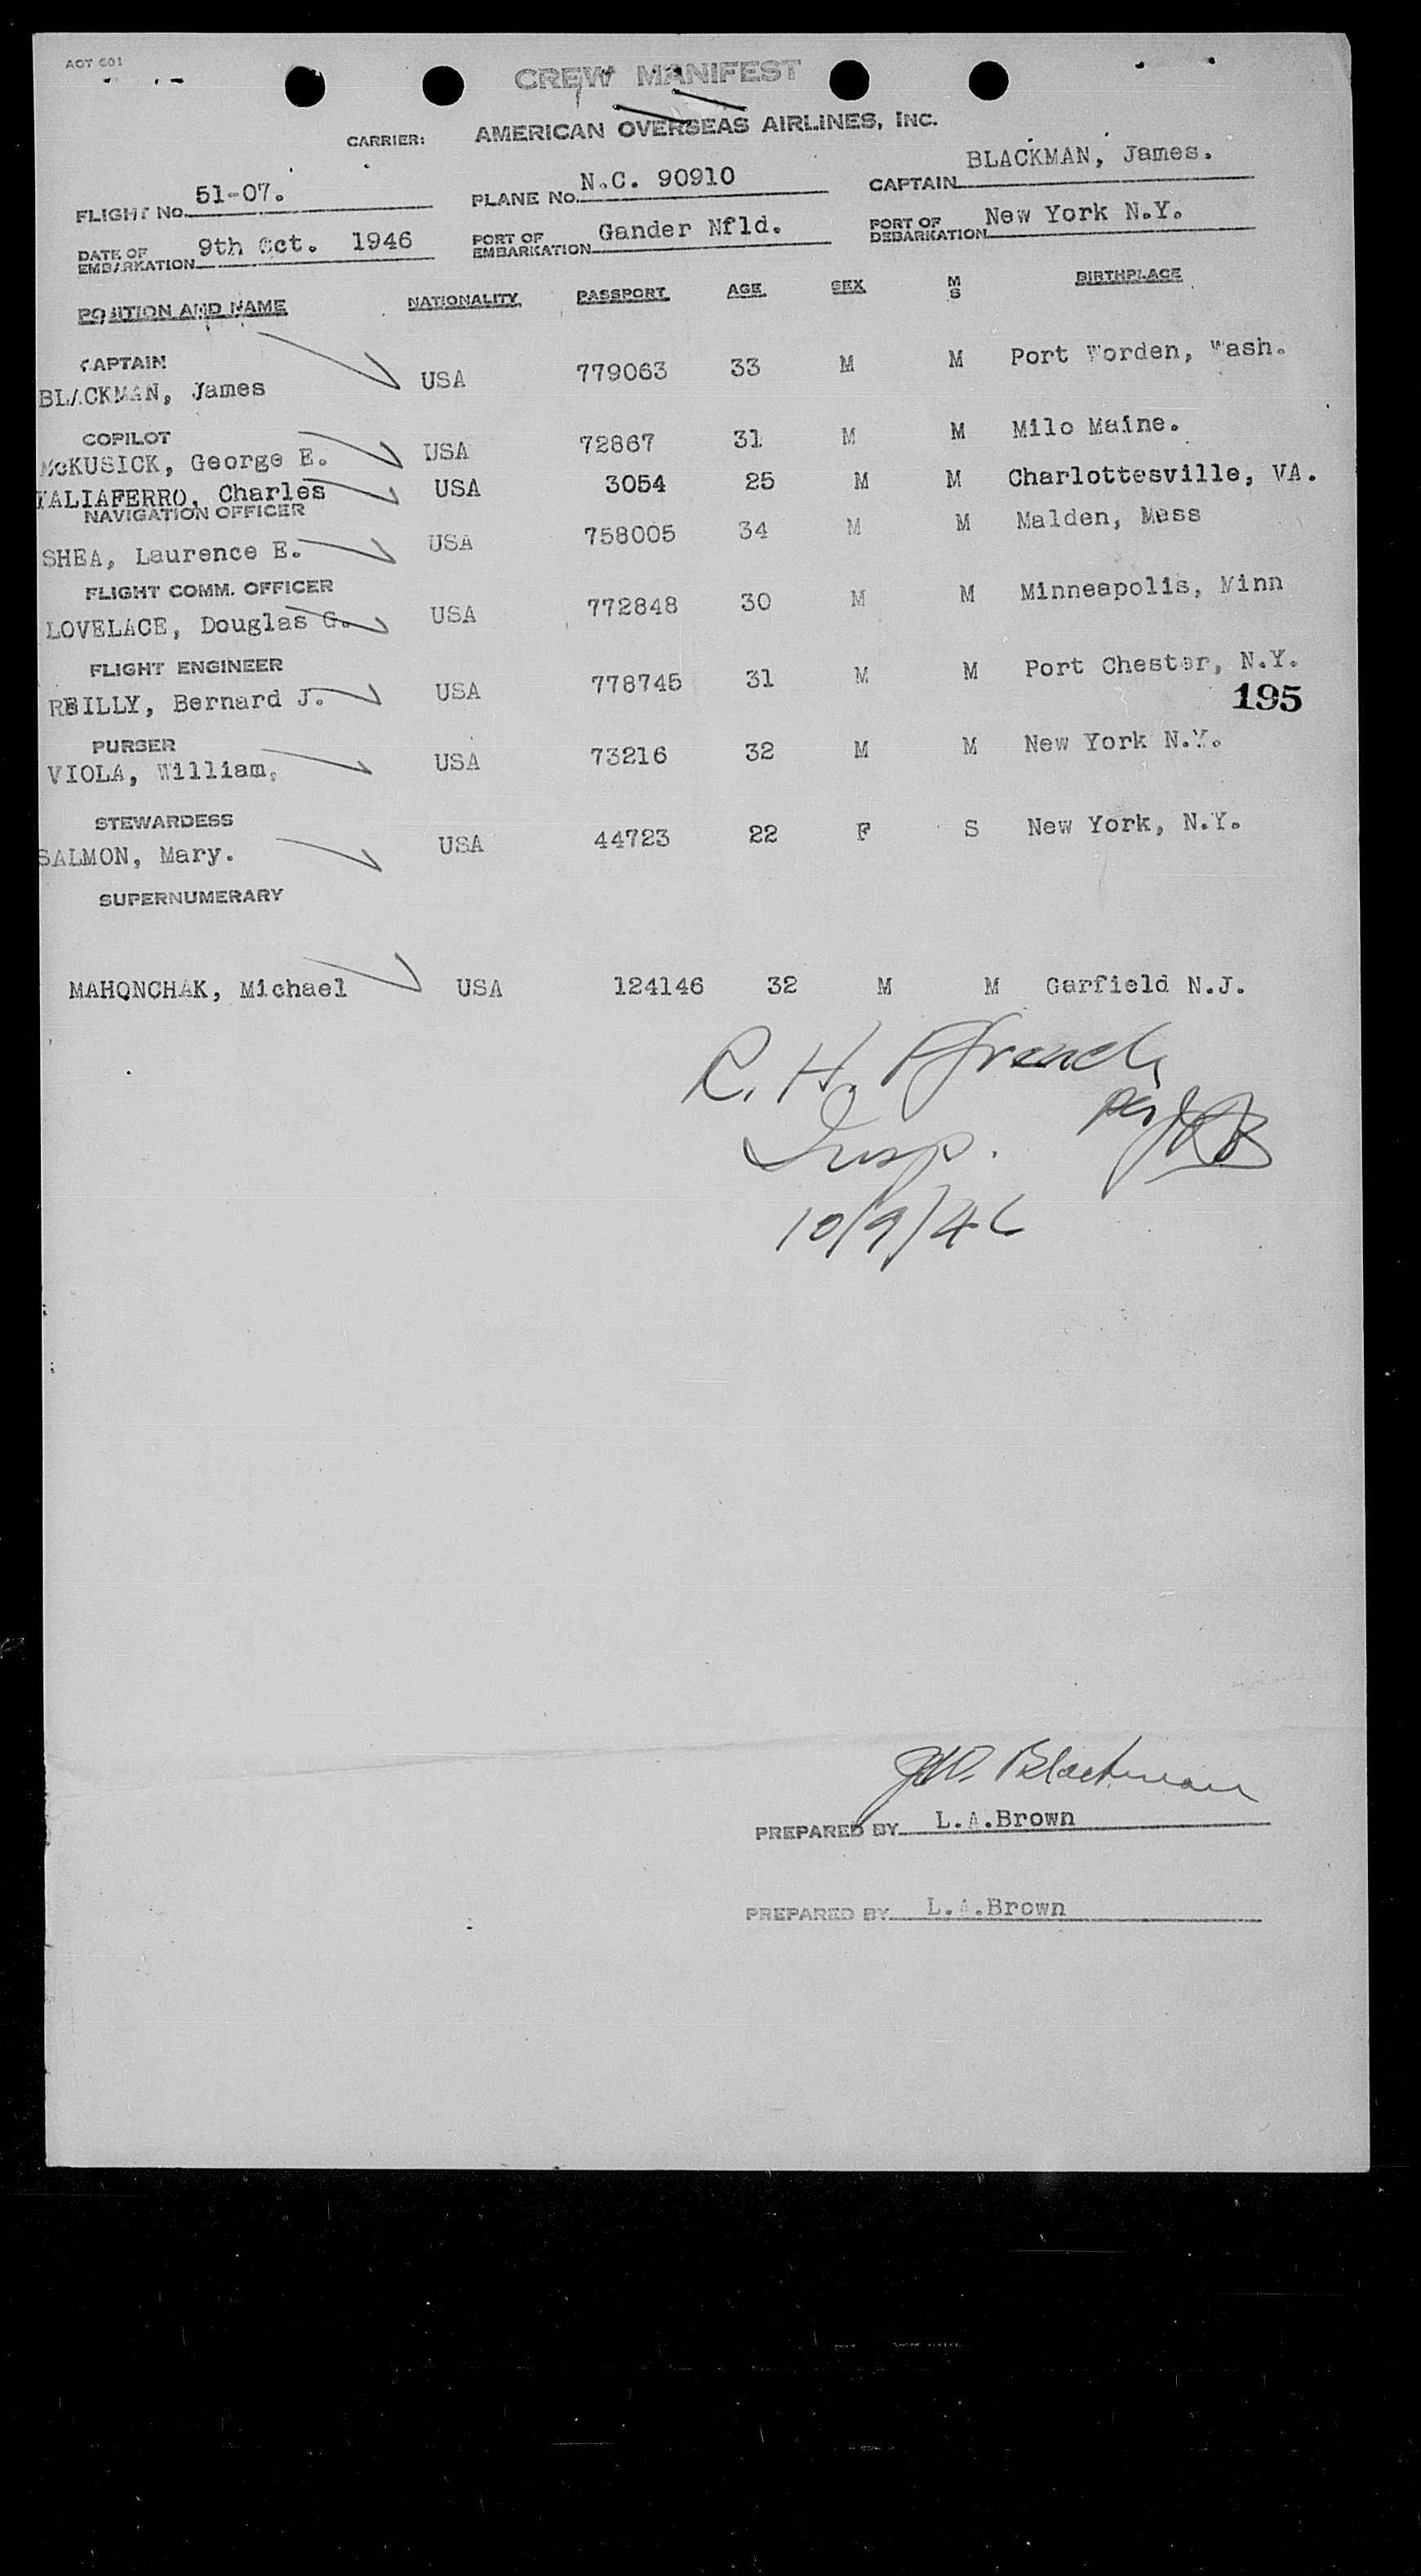 AOT 601
CREW MANIFEST
CARRIER: AMERICAN OVERSEAS AIRLINES, INC.
FLIGHT No. 51-07. PLANE No. N.C. 90910 CAPTAIN BLACKMAN, James.
DATE OF EMBARKATION 9th Oct. 1946 PORT OF EMBARKATION Gander Nfld. PORT OF DEBARKATION New York N.Y.
POSITION AND NAME NATIONALITY PASSPORT AGE SEX M S BIRTHPLACE
CAPTAIN
BLACKMAN, James USA 779063 33 M M Port Worden, Wash.
COPILOT
McKUSICK, George E. USA 72867 31 M M Milo Maine.
TALIAFERRO, Charles USA 3054 25 M M Charlottesville, VA.
NAVIGATION OFFICER
SHEA, Laurence E. USA 758005 34 M M Malden, Mass
FLIGHT COMM. OFFICER
LOVELACE, Douglas G. USA 772848 30 M M Minneapolis, Minn
FLIGHT ENGINEER
REILLY, Bernard J. USA 778745 31 M M Port Chester, N.Y.
195
PURSER
VIOLA, William, USA 73216 32 M M New York N.Y.
STEWARDESS
SALMON, Mary. USA 44723 22 F S New York, N.Y.
SUPERNUMERARY
MAHONCHAK, Michael USA 124146 32 M M Garfield N.J.
R. H.
per
Insp.
10/9/46
Blackman
PREPARED BY L.A.Brown
PREPARED BY L.A.Brown